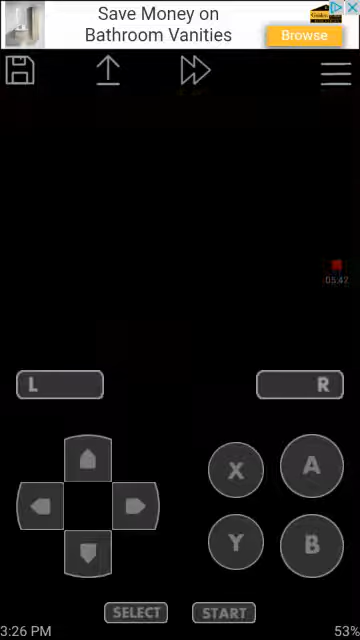 Save Money on
Bathroom Vanities
Browse
05:47
L
R
X
A
Y
B
SELECT
START
3:26 PM
53%